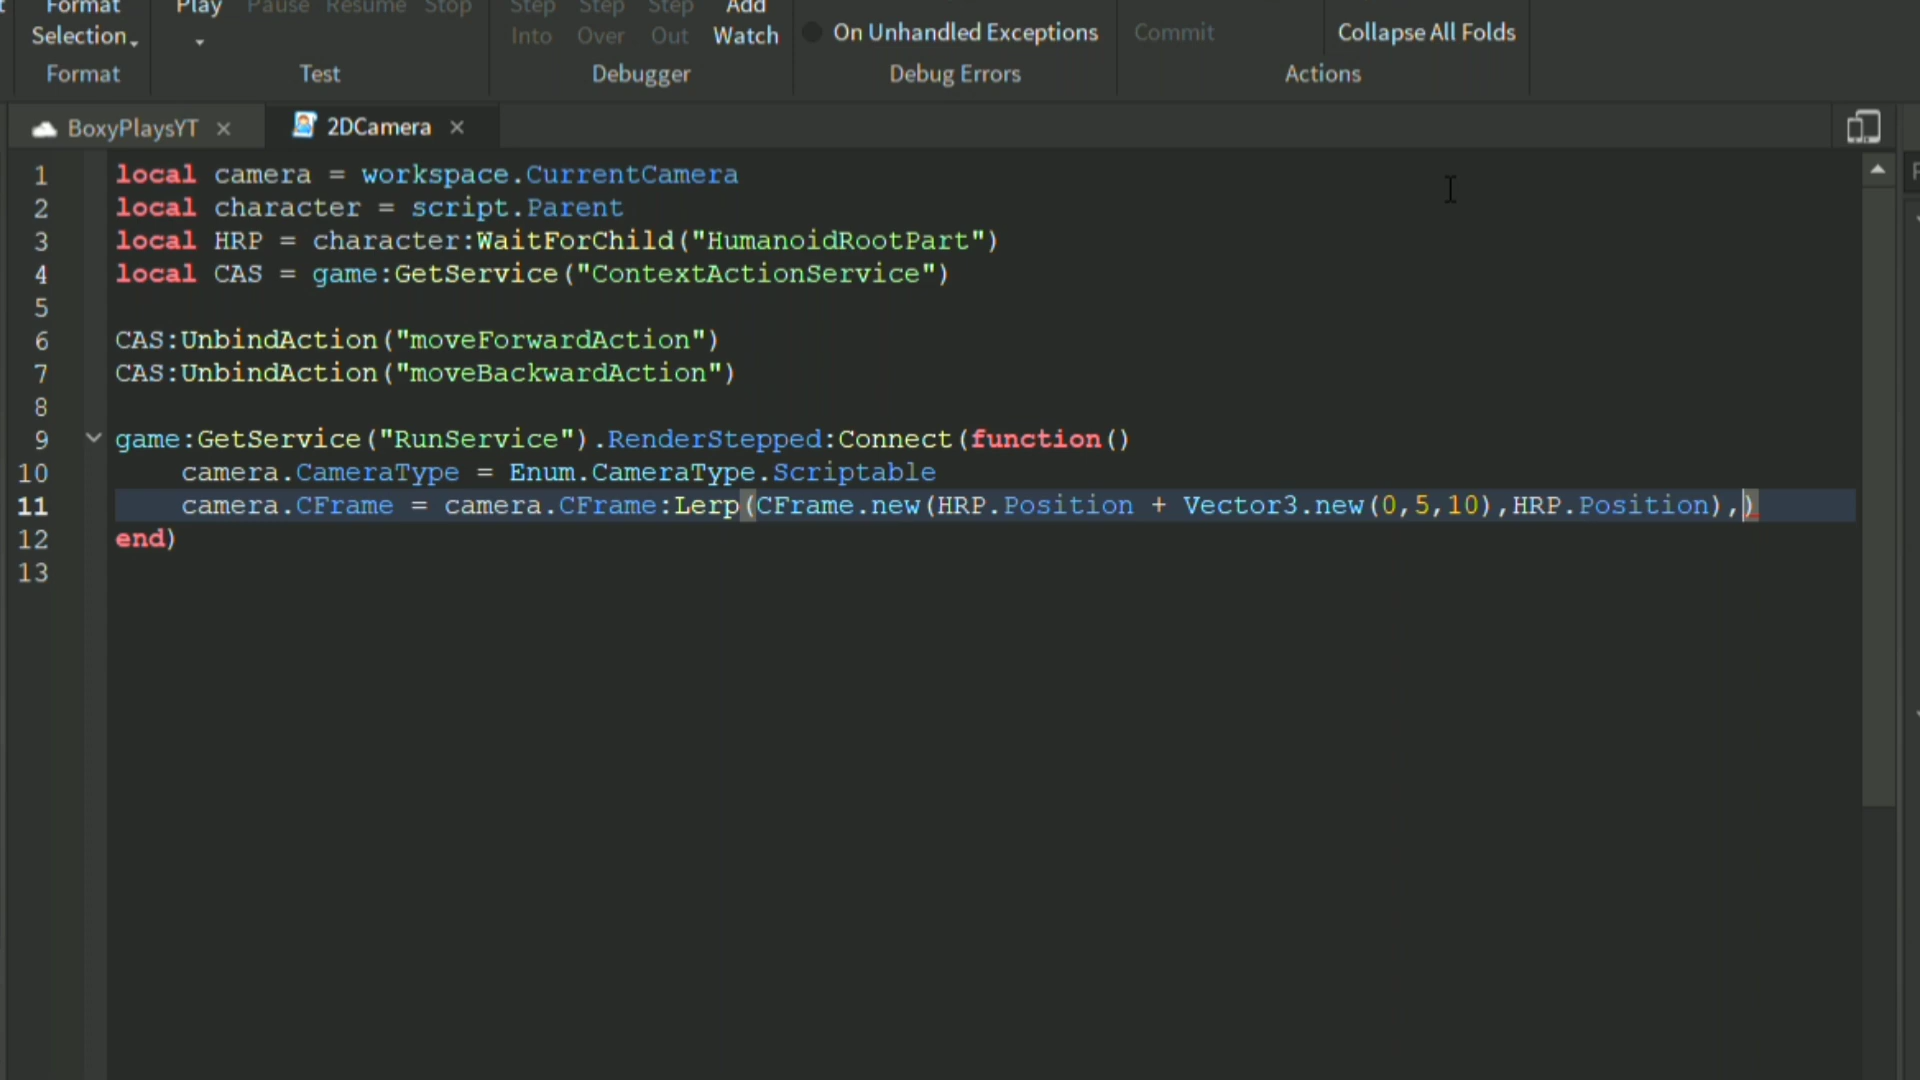 Format Play Pause Resume Stop Step Step Step Add
Selection Into Over Out Watch On Unhandled Exceptions Commit Collapse All Folds
Format Test Debugger Debug Errors Actions
BoxyPlaysYT 2DCamera
1 local camera = workspace.CurrentCamera
2 local character = script.Parent
3 local HRP = character:WaitForChild("HumanoidRootPart")
4 local CAS = game:GetService("ContextActionService")
5
6 CAS:UnbindAction("moveForwardAction")
7 CAS:UnbindAction("moveBackwardAction")
8
9 game:GetService("RunService").RenderStepped:Connect(function()
10 camera.CameraType = Enum.CameraType.Scriptable
11 camera.CFrame = camera.CFrame:Lerp(CFrame.new(HRP.Position + Vector3.new(0,5,10),HRP.Position),)
12 end)
13